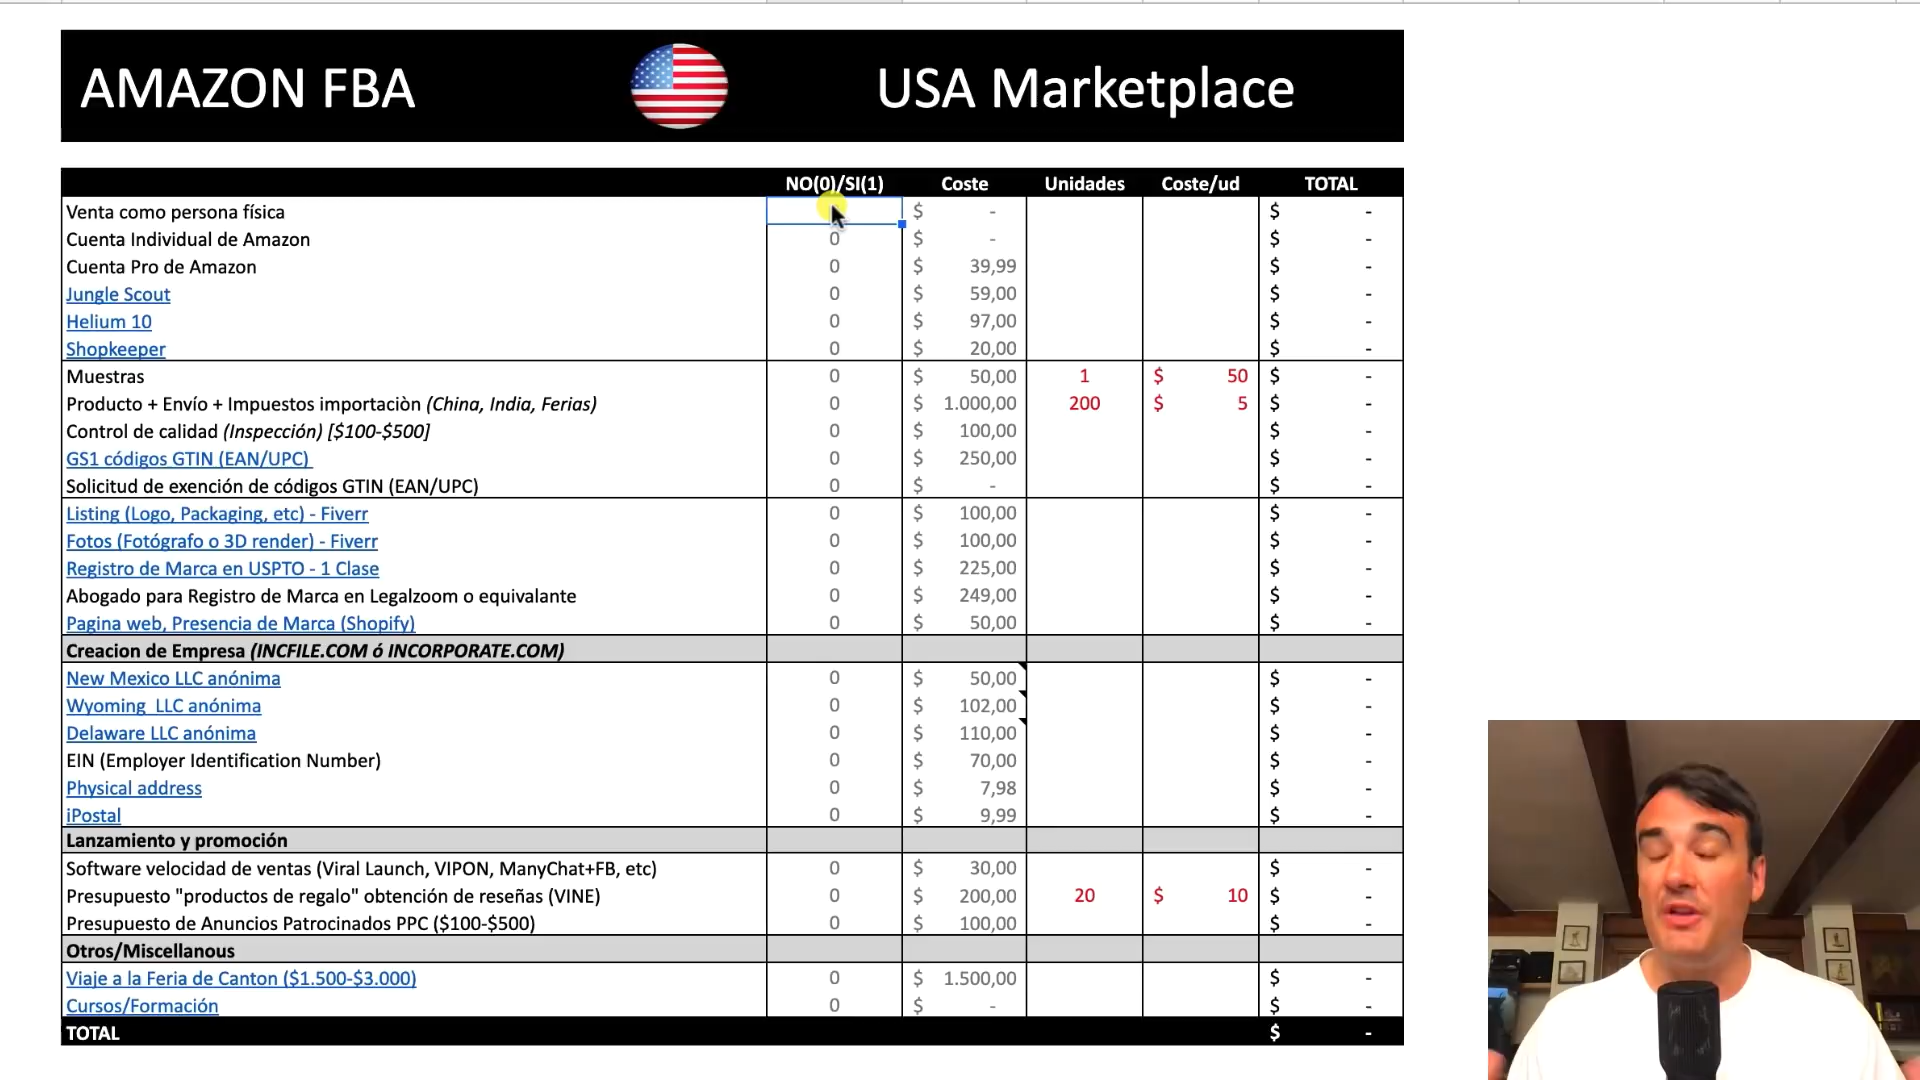 AMAZON FBA USA Marketplace
NO(0)/SI(1) Coste Unidades Coste/ud TOTAL
Venta como persona física $ - $ -
Cuenta Individual de Amazon 0 $ - $ -
Cuenta Pro de Amazon 0 $ 39,99 $ -
Jungle Scout 0 $ 59,00 $ -
Helium 10 0 $ 97,00 $ -
Shopkeeper 0 $ 20,00 $ -
Muestras 0 $ 50,00 1 $ 50 $ -
Producto + Envío + Impuestos importaciòn (China, India, Ferias) 0 $ 1.000,00 200 $ 5 $ -
Control de calidad (Inspección) [$100-$500] 0 $ 100,00 $ -
GS1 códigos GTIN (EAN/UPC) 0 $ 250,00 $ -
Solicitud de exención de códigos GTIN (EAN/UPC) 0 $ - $ -
Listing (Logo, Packaging, etc) - Fiverr 0 $ 100,00 $ -
Fotos (Fotógrafo o 3D render) - Fiverr 0 $ 100,00 $ -
Registro de Marca en USPTO - 1 Clase 0 $ 225,00 $ -
Abogado para Registro de Marca en Legalzoom o equivalante 0 $ 249,00 $ -
Pagina web, Presencia de Marca (Shopify) 0 $ 50,00 $ -
Creacion de Empresa (INCFILE.COM ó INCORPORATE.COM)
New Mexico LLC anónima 0 $ 50,00 $ -
Wyoming LLC anónima 0 $ 102,00 $ -
Delaware LLC anónima 0 $ 110,00 $ -
EIN (Employer Identification Number) 0 $ 70,00 $ -
Physical address 0 $ 7,98 $ -
iPostal 0 $ 9,99 $ -
Lanzamiento y promoción
Software velocidad de ventas (Viral Launch, VIPON, ManyChat+FB, etc) 0 $ 30,00 $ -
Presupuesto "productos de regalo" obtención de reseñas (VINE) 0 $ 200,00 20 $ 10 $ -
Presupuesto de Anuncios Patrocinados PPC ($100-$500) 0 $ 100,00 $ -
Otros/Miscellanous
Viaje a la Feria de Canton ($1.500-$3.000) 0 $ 1.500,00 $ -
Cursos/Formación 0 $ - $ -
TOTAL $ -